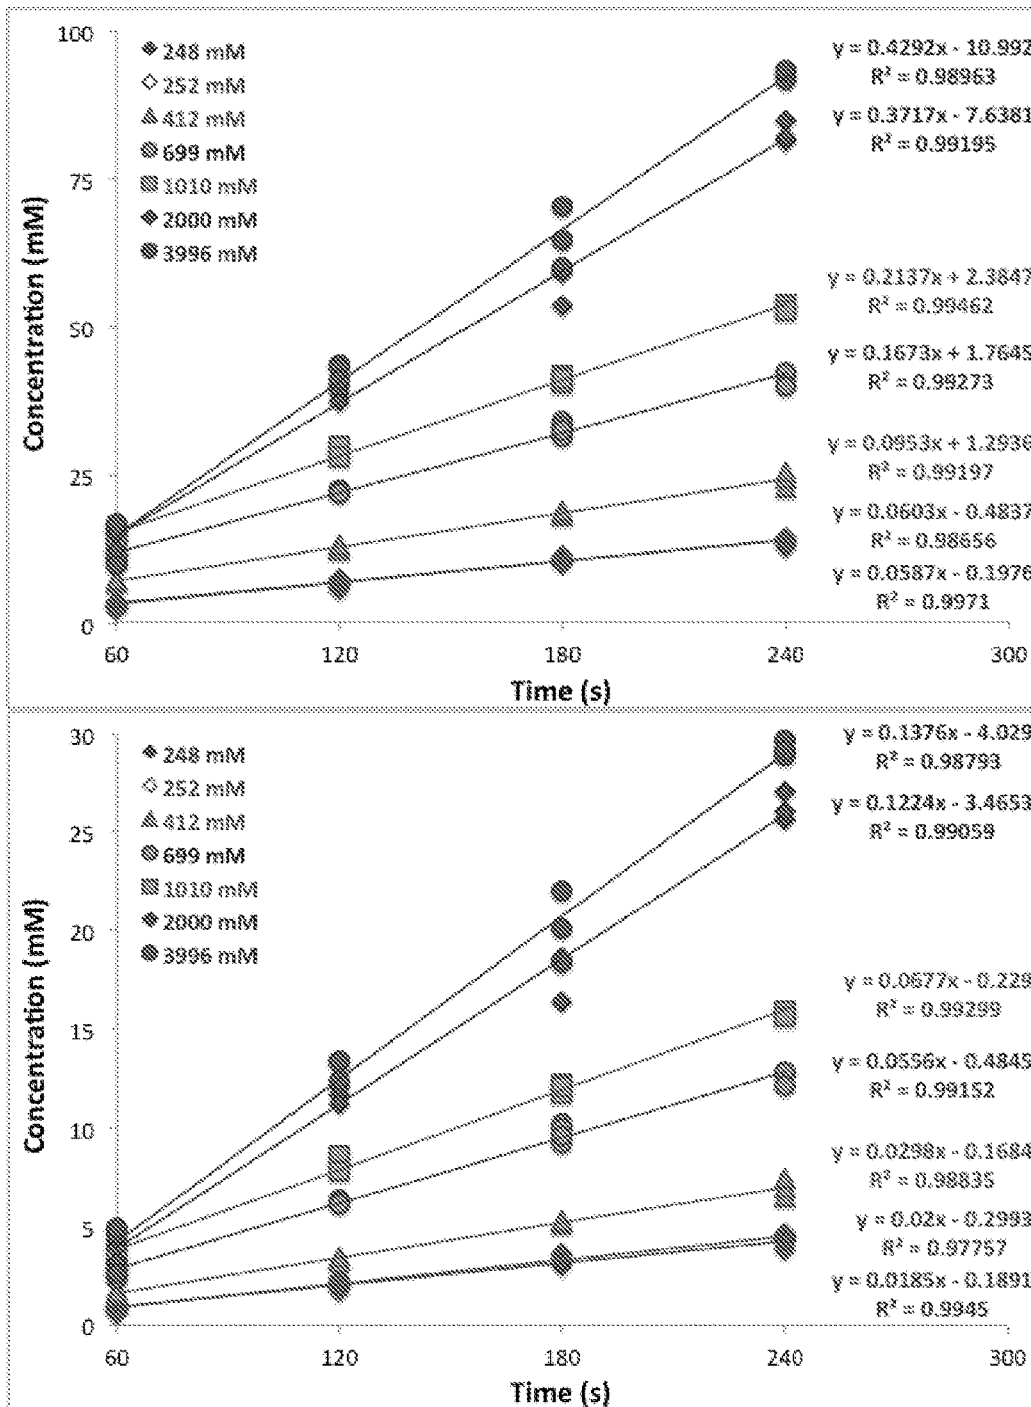 100
75
50
25
0
60
120
180
240
300
Concentration (mM)
Time (s)
248 mM
252 mM
412 mM
699 mM
1010 mM
2000 mM
3996 mM
y = 0.4292x - 10.992
R² = 0.98963
y = 0.3717x - 7.6381
R² = 0.99195
y = 0.2137x + 2.3847
R² = 0.99462
y = 0.1673x + 1.7645
R² = 0.99273
y = 0.0953x + 1.2936
R² = 0.99197
y = 0.0603x - 0.4837
R² = 0.98656
y = 0.0587x - 0.1976
R² = 0.9971
30
25
20
15
10
5
0
60
120
180
240
300
Concentration (mM)
Time (s)
248 mM
252 mM
412 mM
699 mM
1010 mM
2000 mM
3996 mM
y = 0.1376x - 4.029
R² = 0.98793
y = 0.1224x - 3.4653
R² = 0.99059
y = 0.0677x - 0.229
R² = 0.99299
y = 0.0556x - 0.4845
R² = 0.99152
y = 0.0298x - 0.1684
R² = 0.98835
y = 0.02x - 0.2993
R² = 0.97757
y = 0.0185x - 0.1891
R² = 0.9945